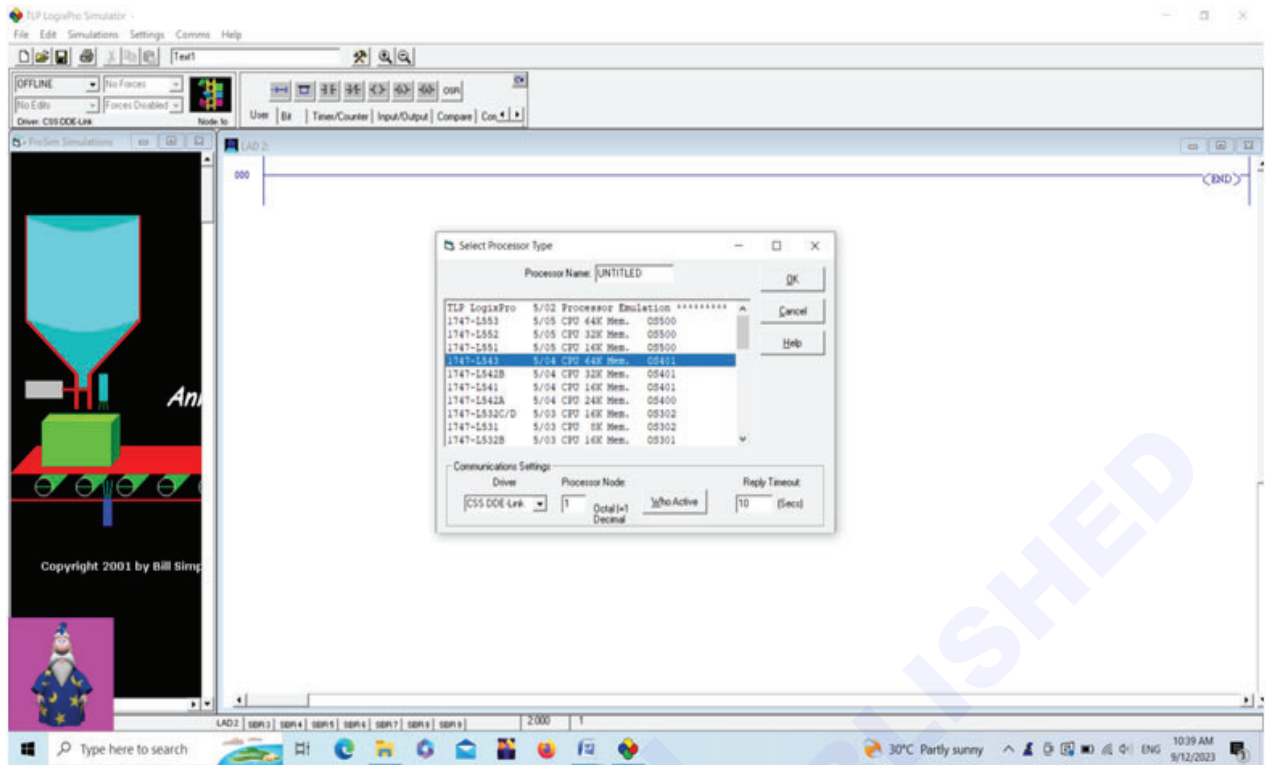 TLP LogixPro Simulator -
File Edit Simulations Settings Comms Help
Text1
OFFLINE No Forces
No Edits Forces Disabled
Driver: CSS DDE-Link Node: 1o
OSR
User Bit Timer/Counter Input/Output Compare
ProSim Simulations
LAD 2:
000
(END)
Select Processor Type
Processor Name: UNTITLED
OK
TLP LogixPro 5/02 Processor Emulation *********
Cancel
1747-L553 5/05 CPU 64K Mem. OS500
1747-L552 5/05 CPU 32K Mem. OS500
Help
1747-L551 5/05 CPU 16K Mem. OS500
1747-L543 5/04 CPU 64K Mem. OS401
1747-L542B 5/04 CPU 32K Mem. OS401
1747-L541 5/04 CPU 16K Mem. OS401
1747-L542A 5/04 CPU 24K Mem. OS400
1747-L532C/D 5/03 CPU 16K Mem. OS302
1747-L531 5/03 CPU 8K Mem. OS302
1747-L532B 5/03 CPU 16K Mem. OS301
Communications Settings
Driver Processor Node: Reply Timeout:
CSS DDE-Link 1 Octal (=1 Decimal Who Active 10 (Secs)
Ani
Copyright 2001 by Bill Simp
LAD 2 SBR 3 SBR 4 SBR 5 SBR 6 SBR 7 SBR 8 SBR 9 2:000 1
Type here to search
30°C Partly sunny ENG 10:39 AM
9/12/2023
SHED